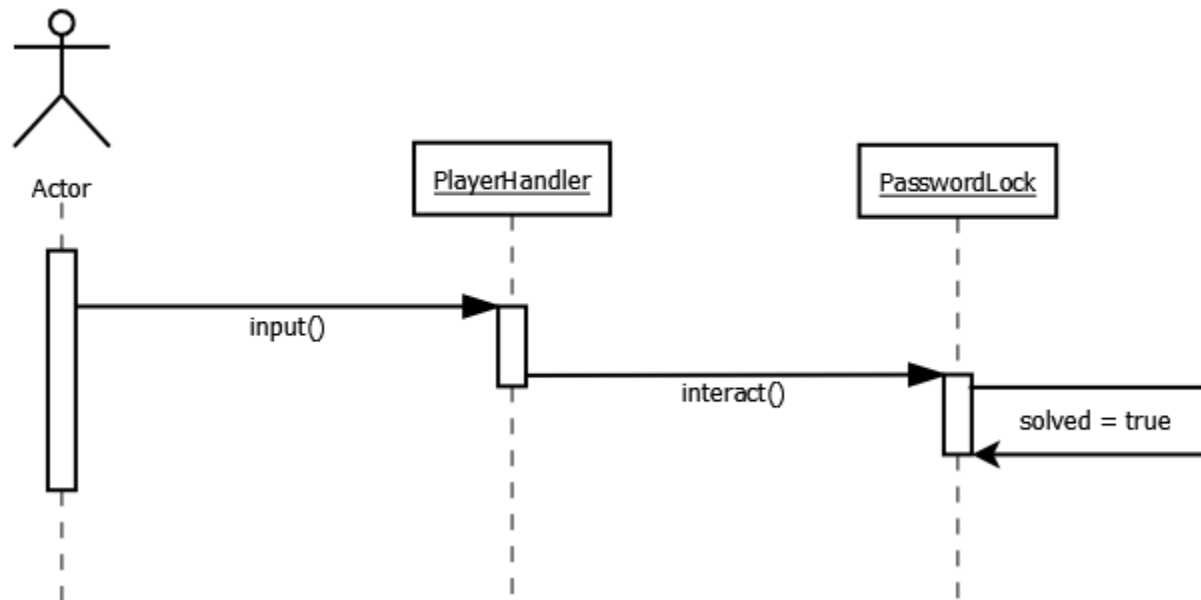 Actor
PlayerHandler
PasswordLock
input()
interact()
solved = true